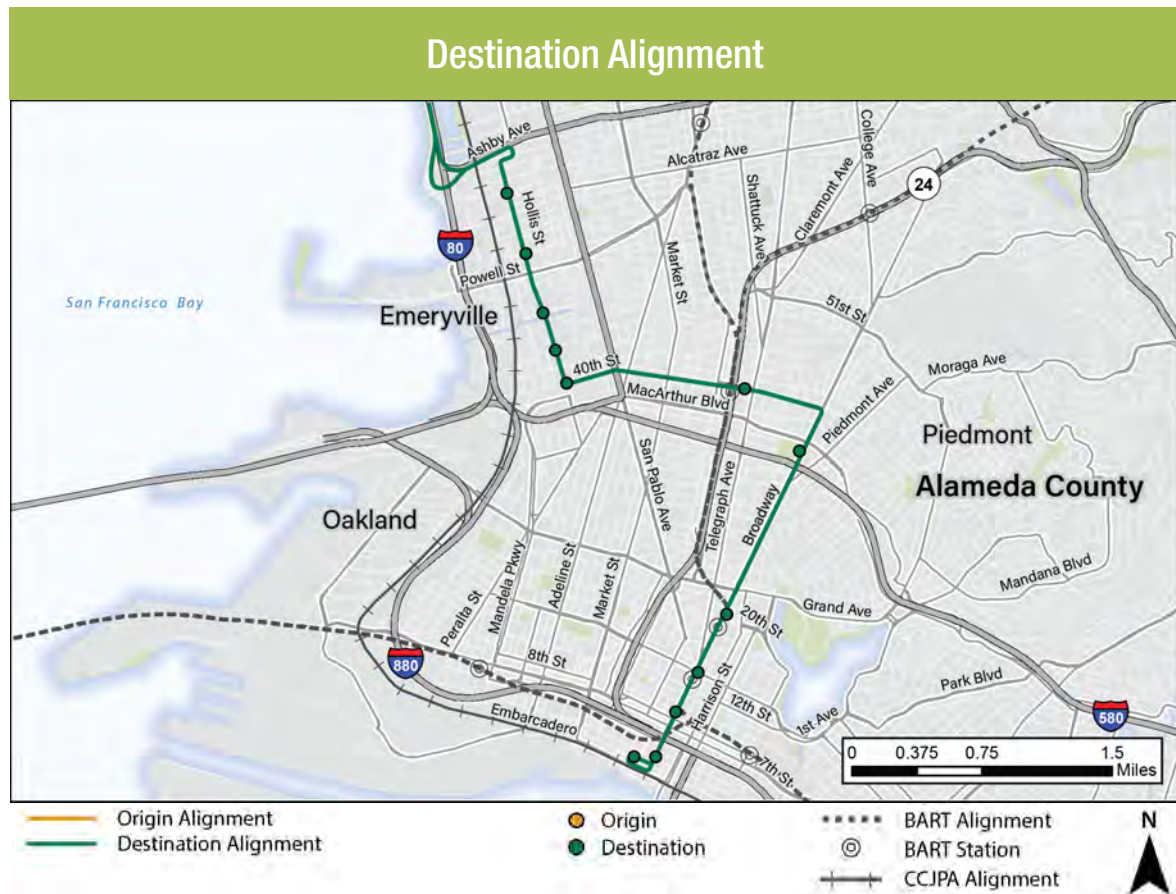 Destination Alignment
Ashby Ave
Alcatraz Ave
College Ave
Claremont Ave
Shattuck Ave
24
Hollis St
80
Powell St
Market St
San Francisco Bay
Emeryville
51st St
40th St
Moraga Ave
MacArthur Blvd
Piedmont Ave
Piedmont
Alameda County
San Pablo Ave
Telegraph Ave
Broadway
Oakland
Mandela Pkwy
Adeline St
Market St
Peralta St
Mandana Blvd
Grand Ave
20th St
8th St
880
Harrison St
12th St
1st Ave
Park Blvd
Embarcadero
580
7th St
0 0.375 0.75 1.5
Miles
Origin Alignment
Destination Alignment
Origin
Destination
BART Alignment
BART Station
CCJPA Alignment
N